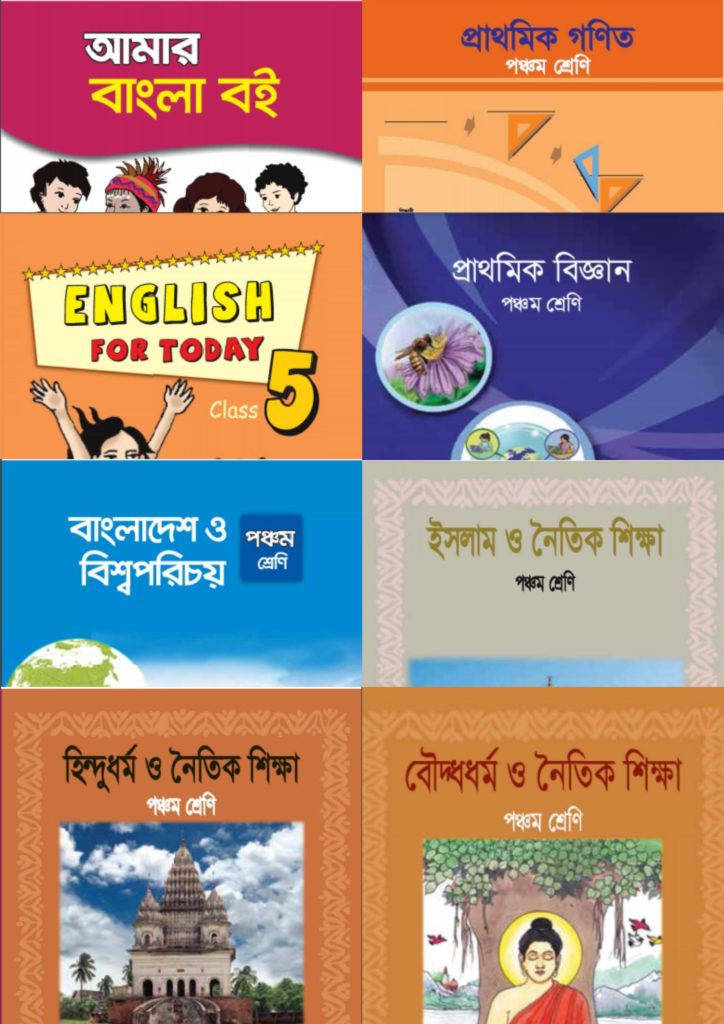 আমার
বাংলা বই
প্রাথমিক গণিত
পঞ্চম শ্রেণি
ENGLISH
FOR TODAY
Class 5
প্রাথমিক বিজ্ঞান
পঞ্চম শ্রেণি
বাংলাদেশ ও
বিশ্বপরিচয়
পঞ্চম
শ্রেণি
ইসলাম ও নৈতিক শিক্ষা
পঞ্চম শ্রেণি
হিন্দুধর্ম ও নৈতিক শিক্ষা
পঞ্চম শ্রেণি
বৌদ্ধধর্ম ও নৈতিক শিক্ষা
পঞ্চম শ্রেণি